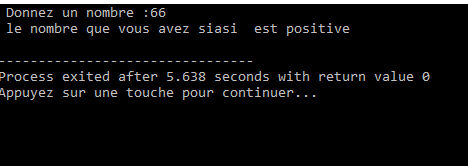 Donnez un nombre :66
le nombre que vous avez siasi  est positive
--------------------------------
Process exited after 5.638 seconds with return value 0
Appuyez sur une touche pour continuer...